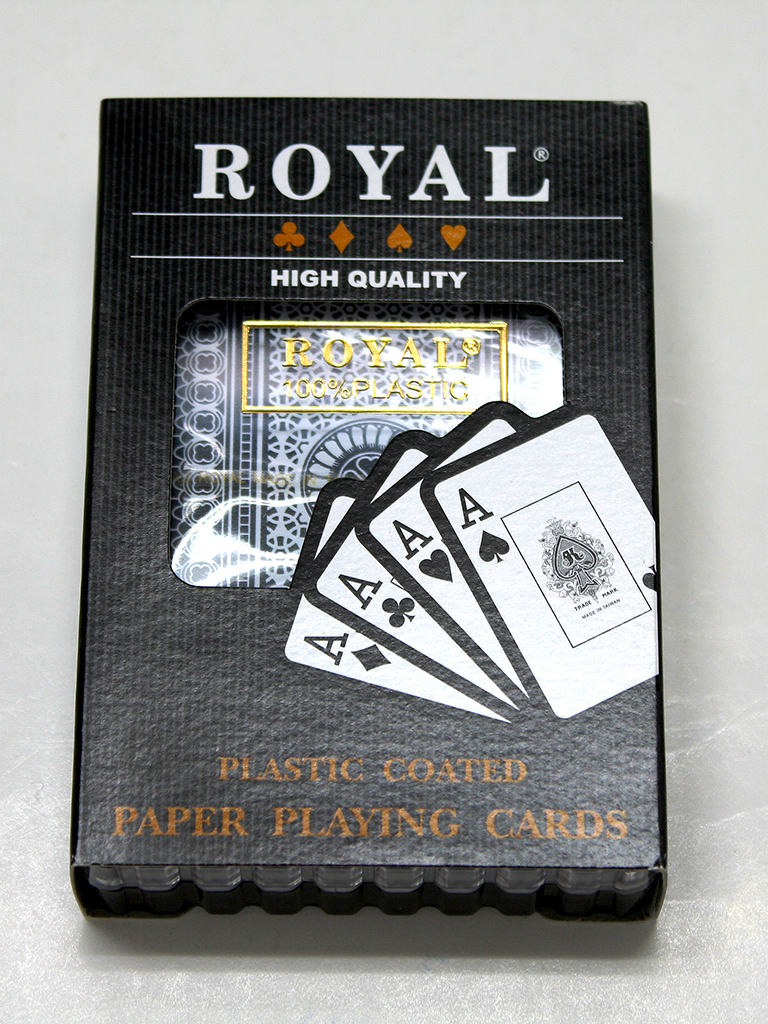 ROYAL®
HIGH QUALITY
ROYAL®
100% PLASTIC
A
A
A
A
TRADE MARK
MADE IN TAIWAN
PLASTIC COATED
PAPER PLAYING CARDS